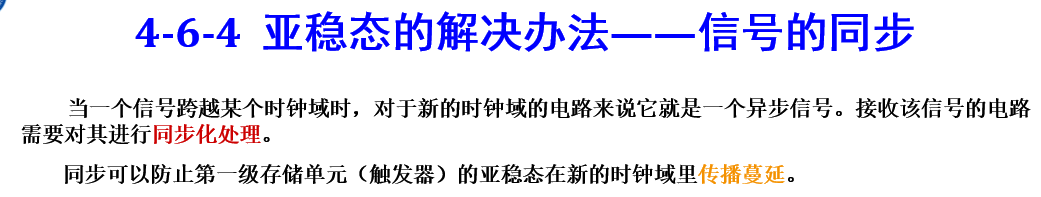 4-6-4 亚稳态的解决办法——信号的同步
当一个信号跨越某个时钟域时，对于新的时钟域的电路来说它就是一个异步信号。接收该信号的电路
需要对其进行同步化处理。
同步可以防止第一级存储单元（触发器）的亚稳态在新的时钟域里传播蔓延。